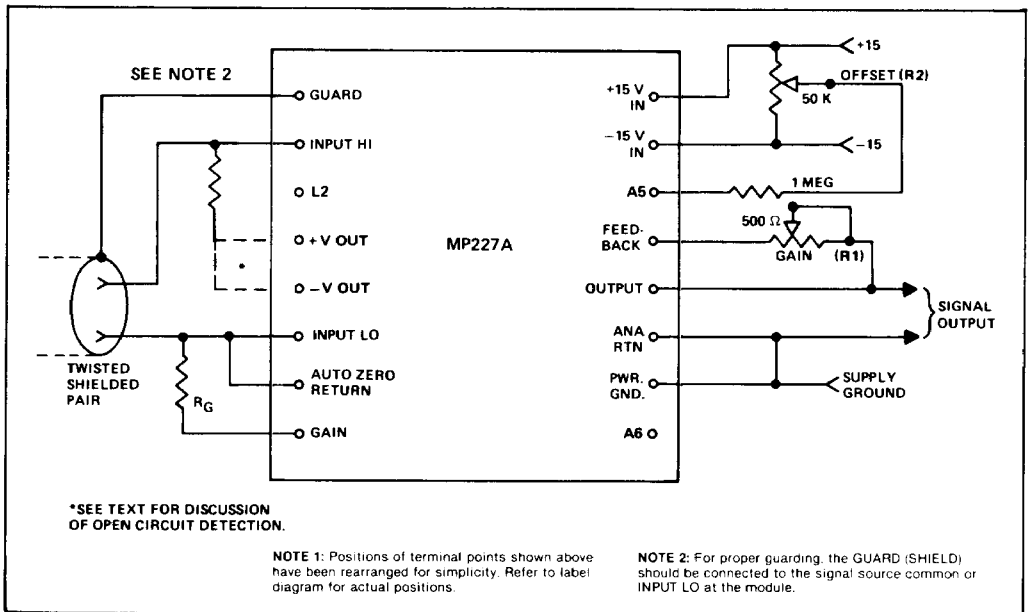 SEE NOTE 2
GUARD
INPUT HI
L2
+V OUT
*
−V OUT
INPUT LO
AUTO ZERO
RETURN
GAIN
RG
TWISTED
SHIELDED
PAIR
MP227A
+15 V
IN
−15 V
IN
A5
FEED-
BACK
OUTPUT
ANA
RTN
PWR.
GND.
A6
+15
OFFSET (R2)
50 K
−15
1 MEG
500 Ω
GAIN
(R1)
SIGNAL
OUTPUT
SUPPLY
GROUND
*SEE TEXT FOR DISCUSSION
OF OPEN CIRCUIT DETECTION.
NOTE 1: Positions of terminal points shown above
have been rearranged for simplicity. Refer to label
diagram for actual positions.
NOTE 2: For proper guarding, the GUARD (SHIELD)
should be connected to the signal source common or
INPUT LO at the module.